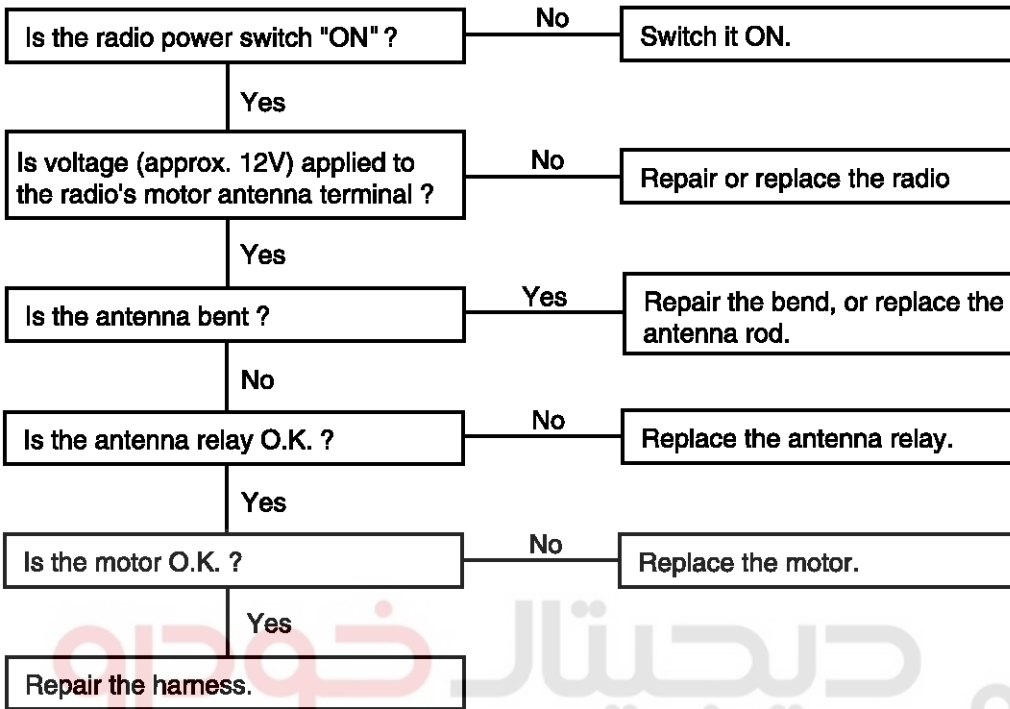 Is the radio power switch "ON" ?
No
Switch it ON.
Yes
Is voltage (approx. 12V) applied to
the radio's motor antenna terminal ?
No
Repair or replace the radio
Yes
Is the antenna bent ?
Yes
Repair the bend, or replace the
antenna rod.
No
Is the antenna relay O.K. ?
No
Replace the antenna relay.
Yes
Is the motor O.K. ?
No
Replace the motor.
Yes
Repair the harness.
دیجیتال خودرو